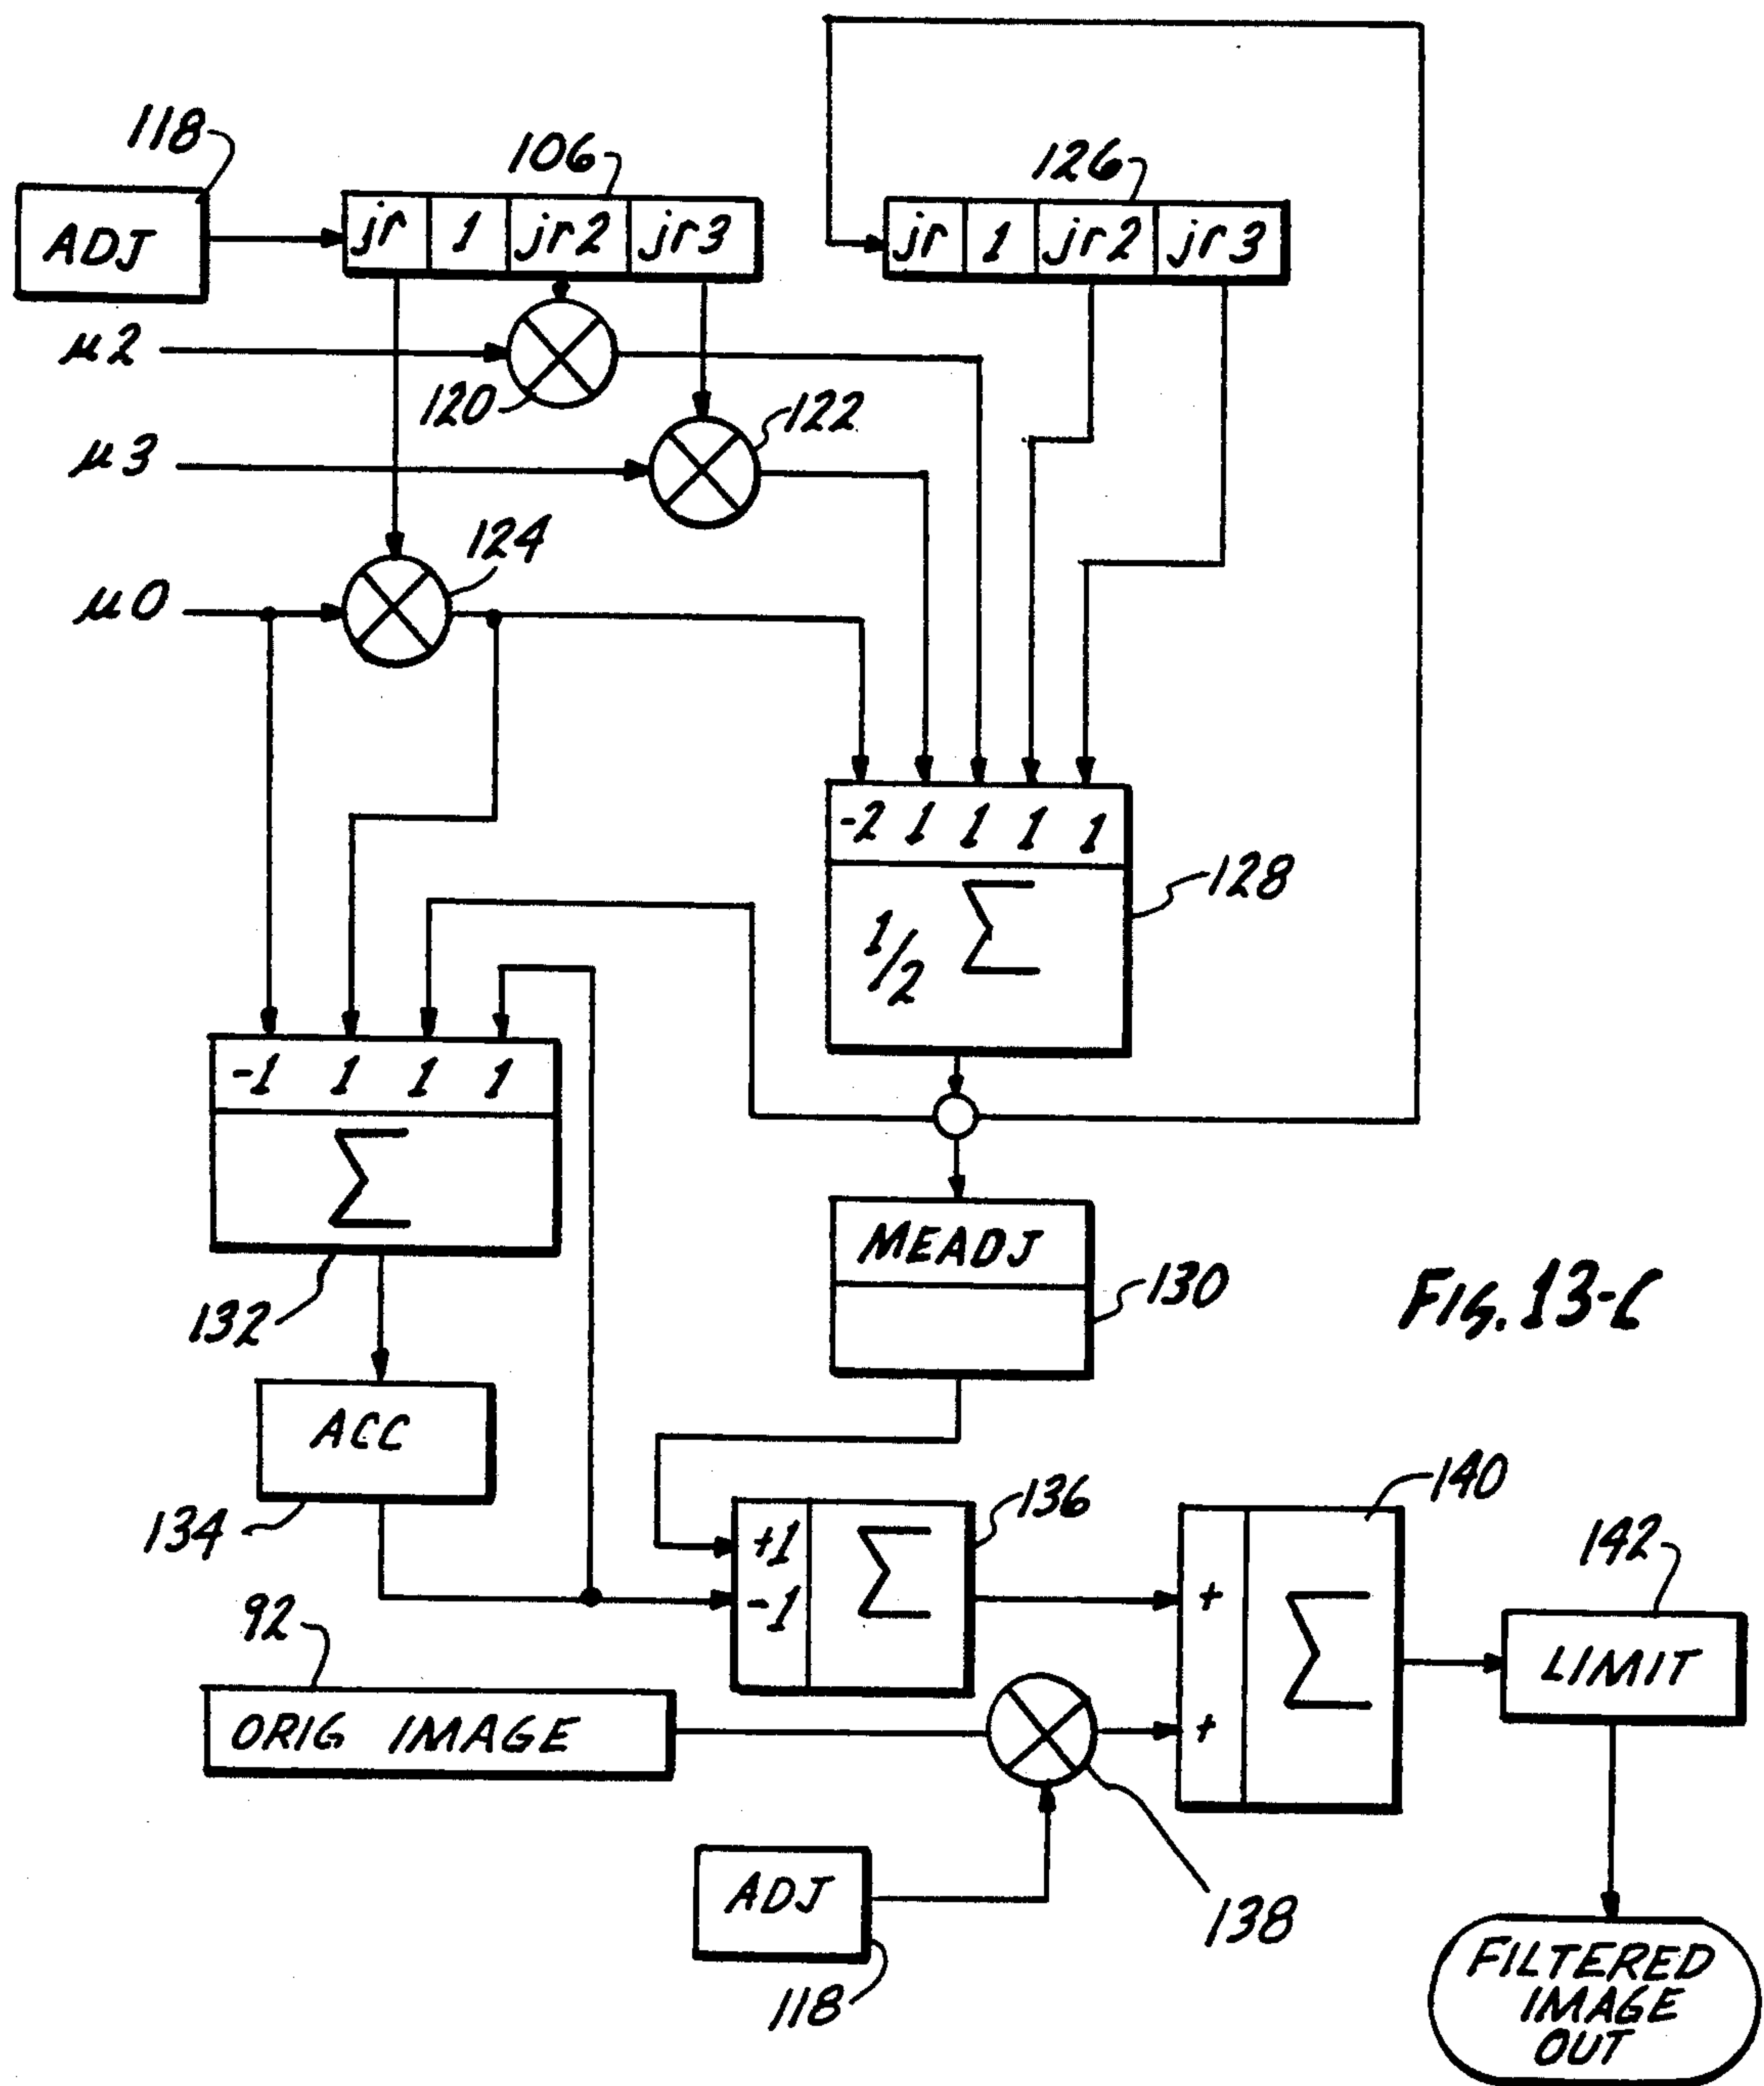 118
106
126
ADJ
jr 1 jr2 jr3
jr 1 jr2 jr3
μ2
120
122
μ3
124
μ0
-2 1 1 1 1
128
1/2 Σ
-1 1 1 1
Σ
MEADJ
130
132
FIG. 13-C
ACC
134
136
140
+1
Σ
-1
142
92
+
Σ
LIMIT
ORIG IMAGE
+
ADJ
138
118
FILTERED
IMAGE
OUT